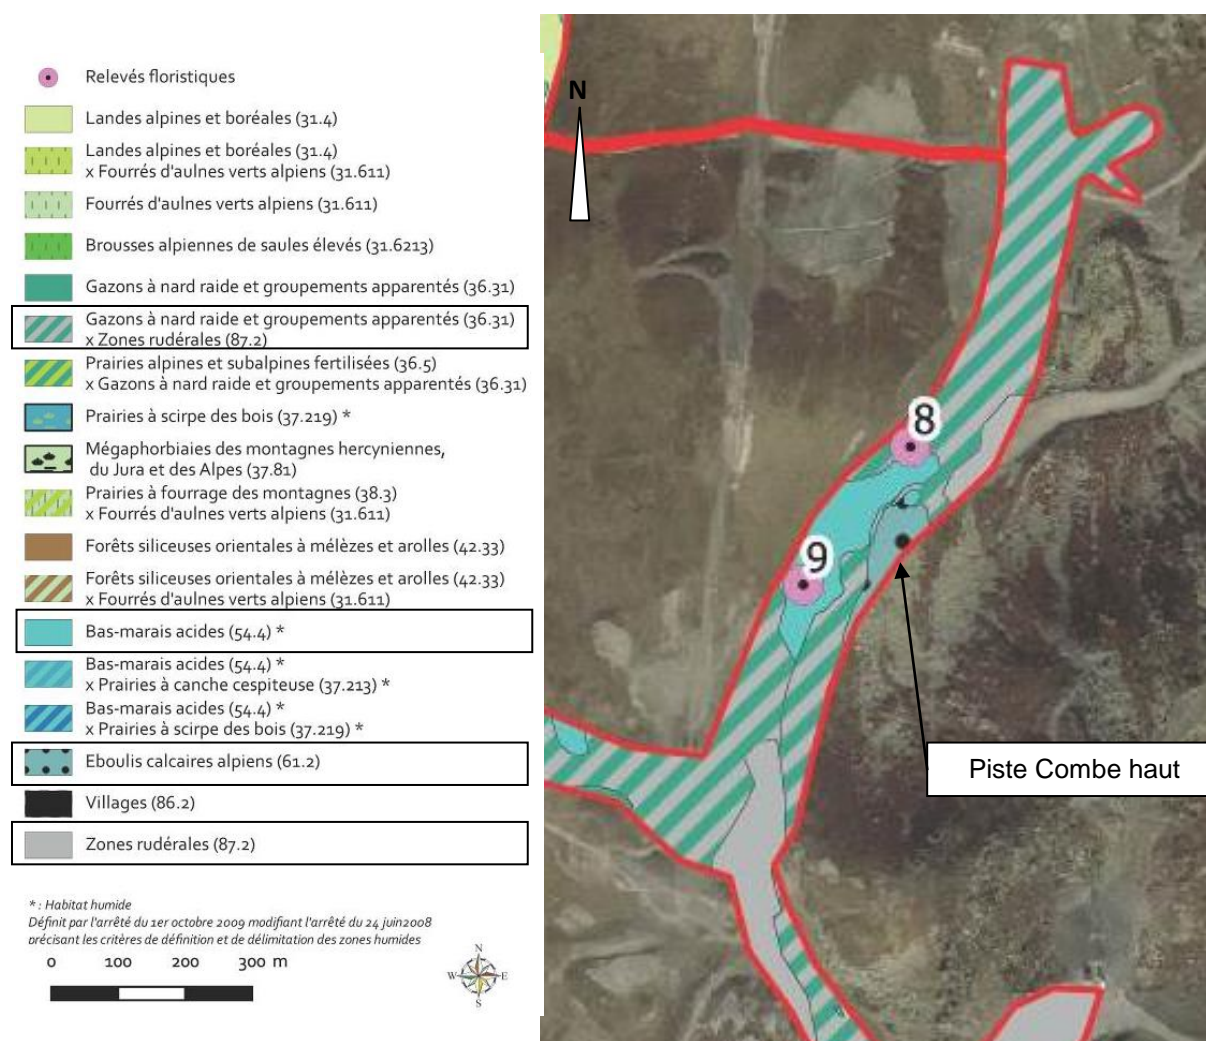 Relevés floristiques
Landes alpines et boréales (31.4)
Landes alpines et boréales (31.4)
x Fourrés d'aulnes verts alpiens (31.611)
Fourrés d'aulnes verts alpiens (31.611)
Brousses alpiennes de saules élevés (31.6213)
Gazons à nard raide et groupements apparentés (36.31)
Gazons à nard raide et groupements apparentés (36.31)
x Zones rudérales (87.2)
Prairies alpines et subalpines fertilisées (36.5)
x Gazons à nard raide et groupements apparentés (36.31)
Prairies à scirpe des bois (37.219) *
Mégaphorbiaies des montagnes hercyniennes,
du Jura et des Alpes (37.81)
Prairies à fourrage des montagnes (38.3)
x Fourrés d'aulnes verts alpiens (31.611)
Forêts siliceuses orientales à mélèzes et arolles (42.33)
Forêts siliceuses orientales à mélèzes et arolles (42.33)
x Fourrés d'aulnes verts alpiens (31.611)
Bas-marais acides (54.4) *
Bas-marais acides (54.4) *
x Prairies à canche cespiteuse (37.213) *
Bas-marais acides (54.4) *
x Prairies à scirpe des bois (37.219) *
Eboulis calcaires alpiens (61.2)
Villages (86.2)
Zones rudérales (87.2)
* : Habitat humide
Définit par l'arrêté du 1er octobre 2009 modifiant l'arrêté du 24 juin2008
précisant les critères de définition et de délimitation des zones humides
0 100 200 300 m
N
W E
S
N
8
9
Piste Combe haut